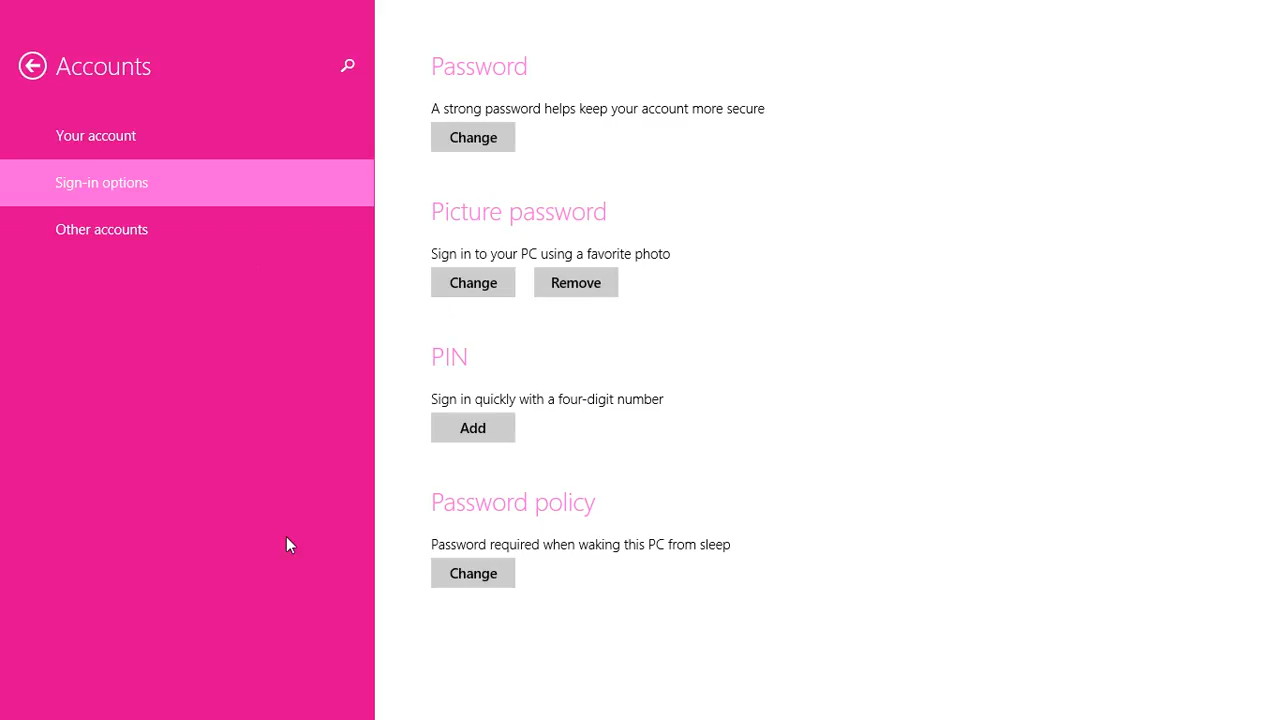 Accounts
Your account
Sign-in options
Other accounts
Password
A strong password helps keep your account more secure
Change
Picture password
Sign in to your PC using a favorite photo
Change Remove
PIN
Sign in quickly with a four-digit number
Add
Password policy
Password required when waking this PC from sleep
Change